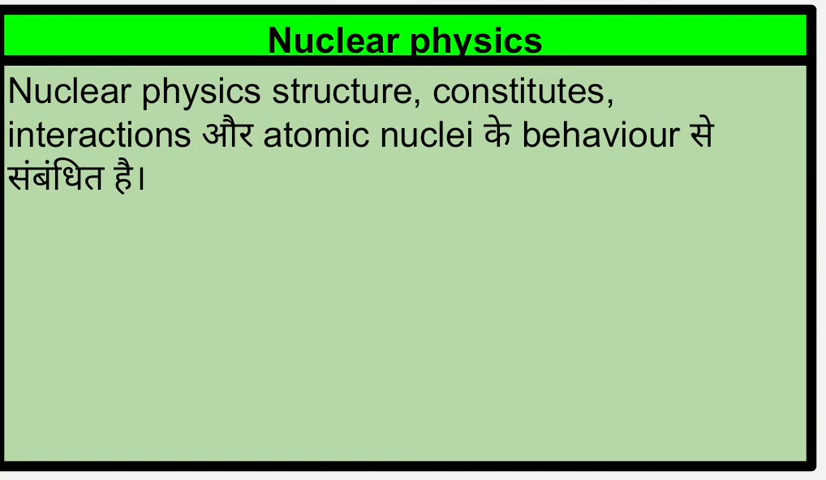 Nuclear physics
Nuclear physics structure, constitutes,
interactions और atomic nuclei के behaviour से
संबंधित है।